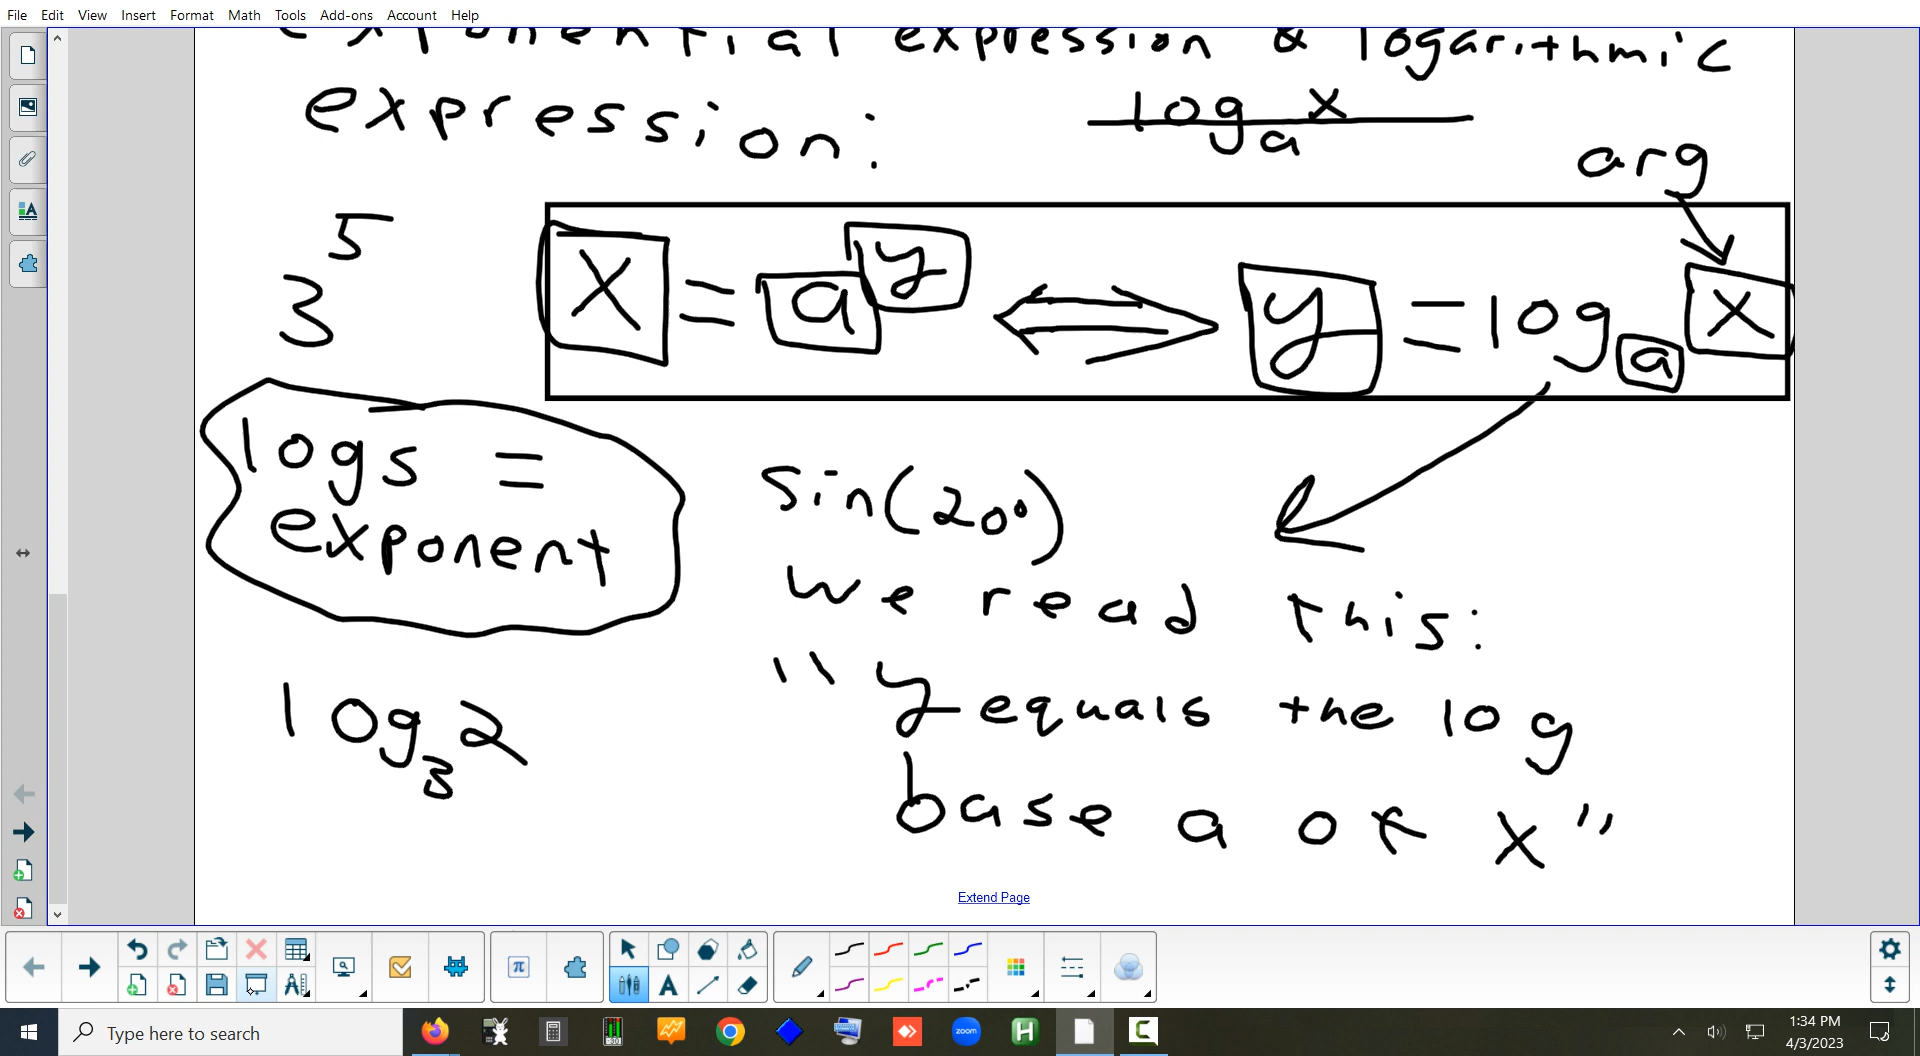 File Edit View Insert Format Math Tools Add-ons Account Help
exponential expression & logarithmic
expression:
log_a x
arg
3^5
x = a^y ⟺ y = log_a x
logs =
exponent
sin(20°)
we read this:
"y equals the log
base a of x"
log_3 2
Extend Page
π
A
Type here to search
zoom
H
C
1:34 PM
4/3/2023